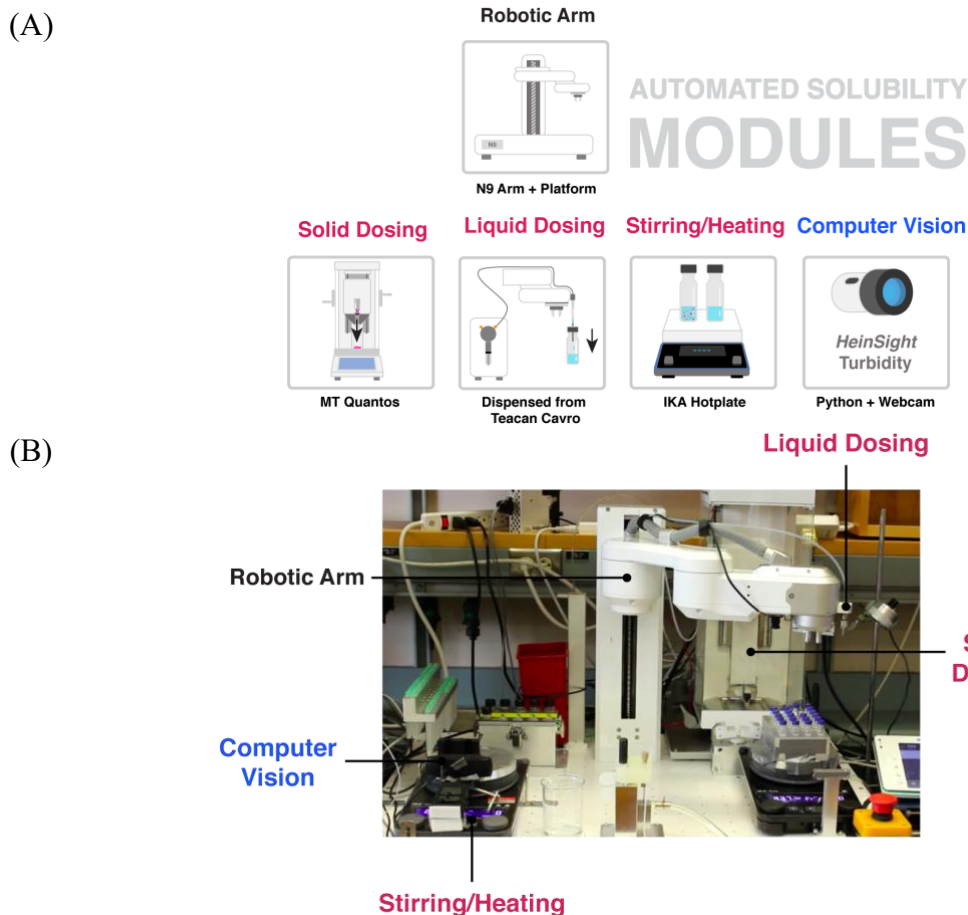 (A)
Robotic Arm
N9
N9 Arm + Platform
AUTOMATED SOLUBILITY
MODULES
Solid Dosing
Liquid Dosing
Stirring/Heating
Computer Vision
HeinSight
Turbidity
MT Quantos
Dispensed from
Teacan Cavro
IKA Hotplate
Python + Webcam
(B)
Liquid Dosing
Robotic Arm
S
D
Computer
Vision
Stirring/Heating